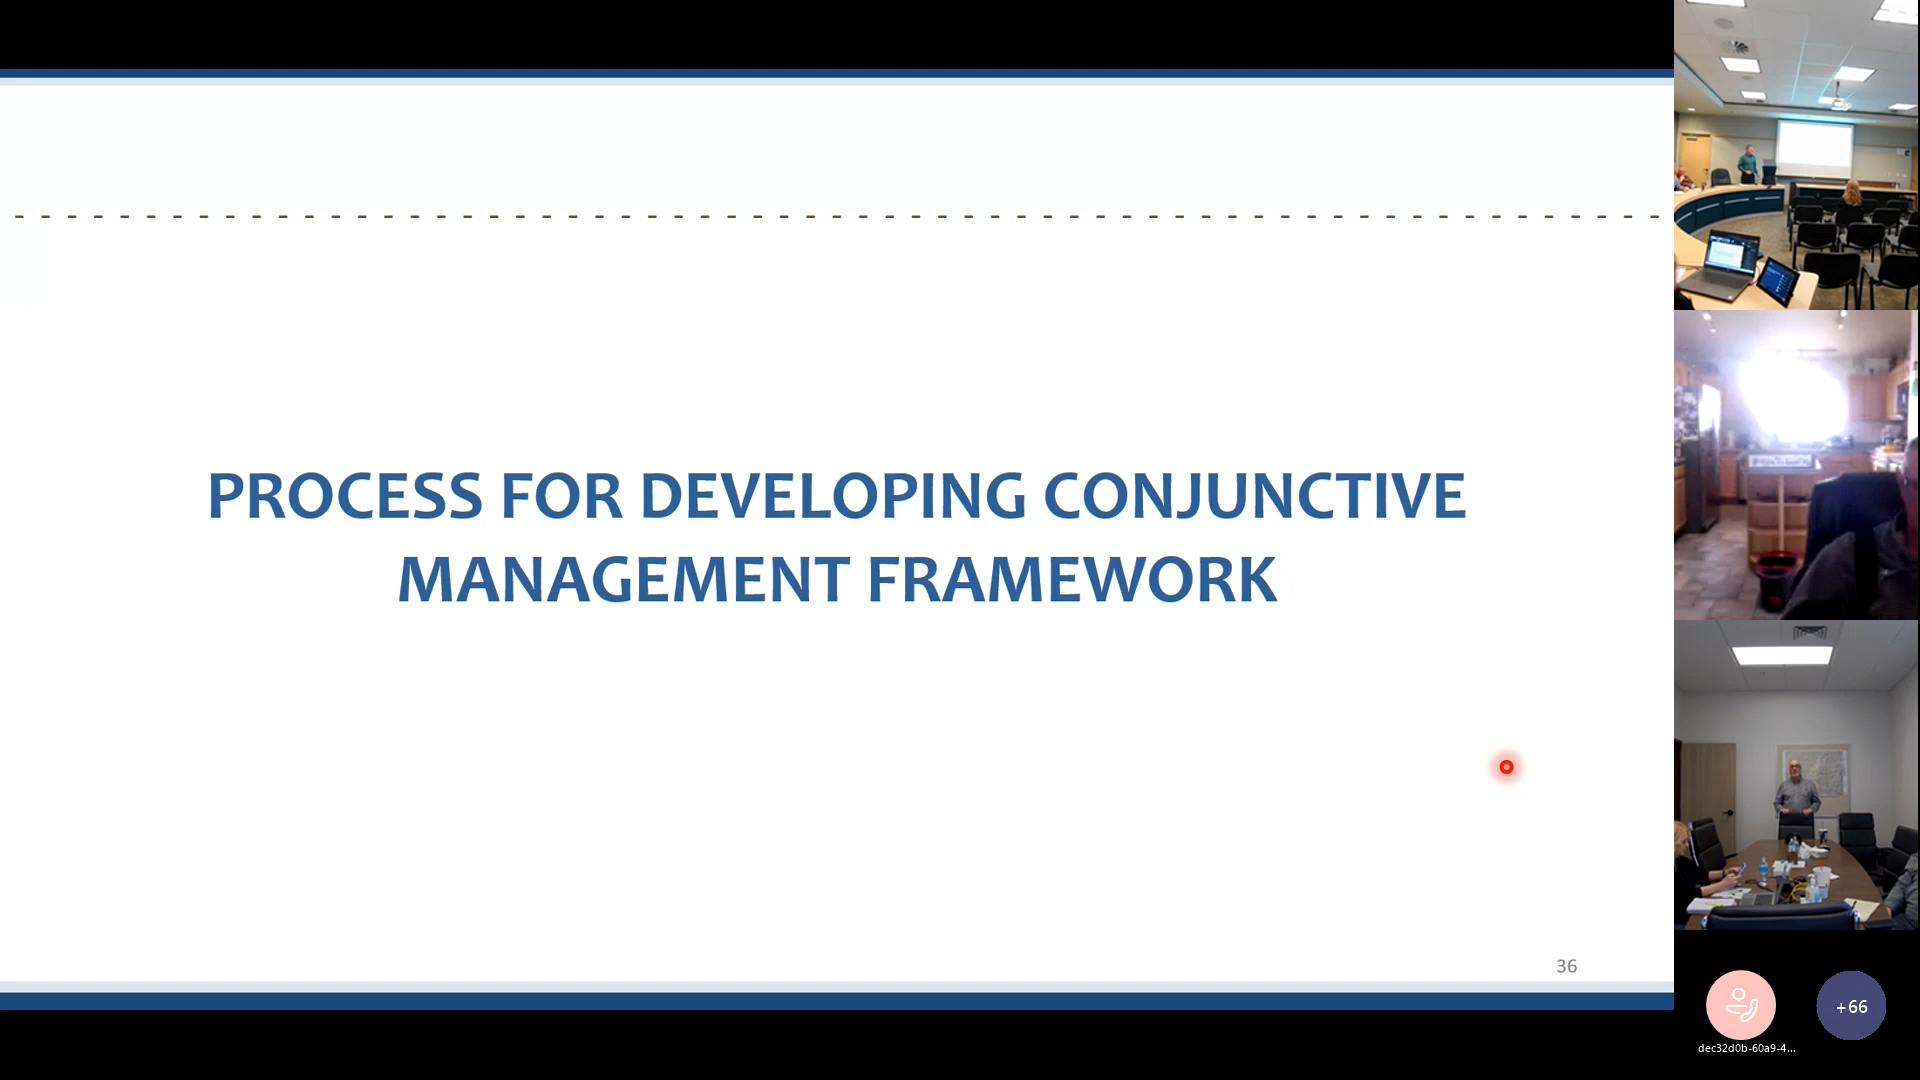 PROCESS FOR DEVELOPING CONJUNCTIVE
MANAGEMENT FRAMEWORK
36
+66
dec32d0b-60a9-4...